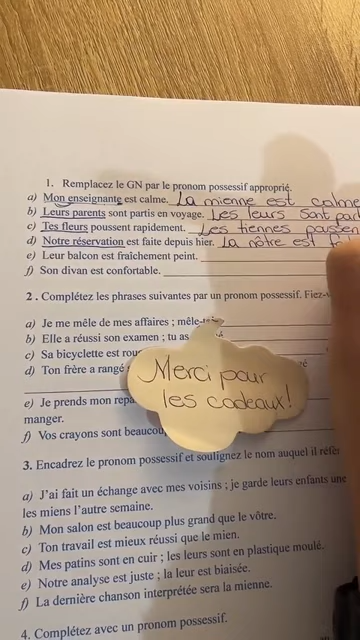 1. Remplacez le GN par le pronom possessif approprié.
a) Mon enseignante est calme. La mienne est calme
b) Leurs parents sont partis en voyage. Les leurs sont part
c) Tes fleurs poussent rapidement. Les tiennes poussen
d) Notre réservation est faite depuis hier. La nôtre est
e) Leur balcon est fraîchement peint.
f) Son divan est confortable.
2. Complétez les phrases suivantes par un pronom possessif. Fiez-
a) Je me mêle de mes affaires ; mêle-
b) Elle a réussi son examen ; tu as
c) Sa bicyclette est
d) Ton frère a rangé
Merci pour
les cadeaux!
e) Je prends mon
manger.
f) Vos crayons sont
3. Encadrez le pronom possessif et soulignez le nom auquel il réfèr
a) J'ai fait un échange avec mes voisins ; je garde leurs enfants une
les miens l'autre semaine.
b) Mon salon est beaucoup plus grand que le vôtre.
c) Ton travail est mieux réussi que le mien.
d) Mes patins sont en cuir ; les leurs sont en plastique moulé.
e) Notre analyse est juste ; la leur est biaisée.
f) La dernière chanson interprétée sera la mienne.
4. Complétez avec un pronom possessif.